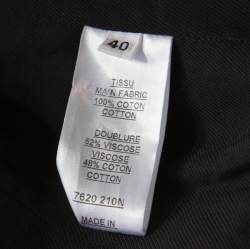 40
TISSU
MAIN FABRIC
100% COTON
COTTON
DOUBLURE
52% VISCOSE
VISCOSE
48% COTON
COTTON
7620 210N
MADE IN